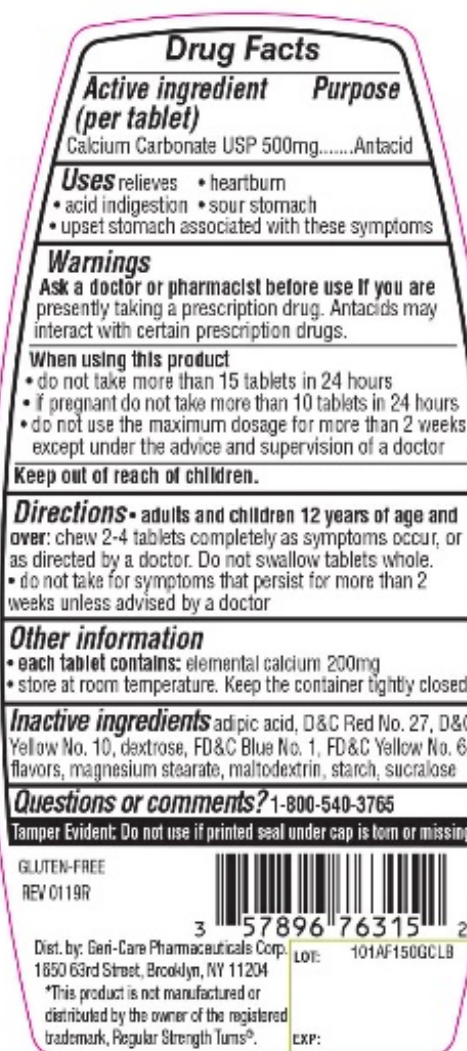 Drug Facts
Active ingredient Purpose
(per tablet)
Calcium Carbonate USP 500mg.......Antacid
Uses relieves • heartburn
• acid indigestion • sour stomach
• upset stomach associated with these symptoms
Warnings
Ask a doctor or pharmacist before use if you are
presently taking a prescription drug. Antacids may
interact with certain prescription drugs.
When using this product
• do not take more than 15 tablets in 24 hours
• if pregnant do not take more than 10 tablets in 24 hours
• do not use the maximum dosage for more than 2 weeks
except under the advice and supervision of a doctor
Keep out of reach of children.
Directions • adults and children 12 years of age and
over: chew 2-4 tablets completely as symptoms occur, or
as directed by a doctor. Do not swallow tablets whole.
• do not take for symptoms that persist for more than 2
weeks unless advised by a doctor
Other information
• each tablet contains: elemental calcium 200mg
• store at room temperature. Keep the container tightly closed
Inactive ingredients adipic acid, D&C Red No. 27, D&C
Yellow No. 10, dextrose, FD&C Blue No. 1, FD&C Yellow No. 6
flavors, magnesium stearate, maltodextrin, starch, sucralose
Questions or comments? 1-800-540-3765
Tamper Evident: Do not use if printed seal under cap is torn or missing
GLUTEN-FREE
REV 0119R
3 57896 76315 2
Dist. by: Geri-Care Pharmaceuticals Corp.
1650 63rd Street, Brooklyn, NY 11204
*This product is not manufactured or
distributed by the owner of the registered
trademark, Regular Strength Tums®.
LOT: 101AF150GCLB
EXP: